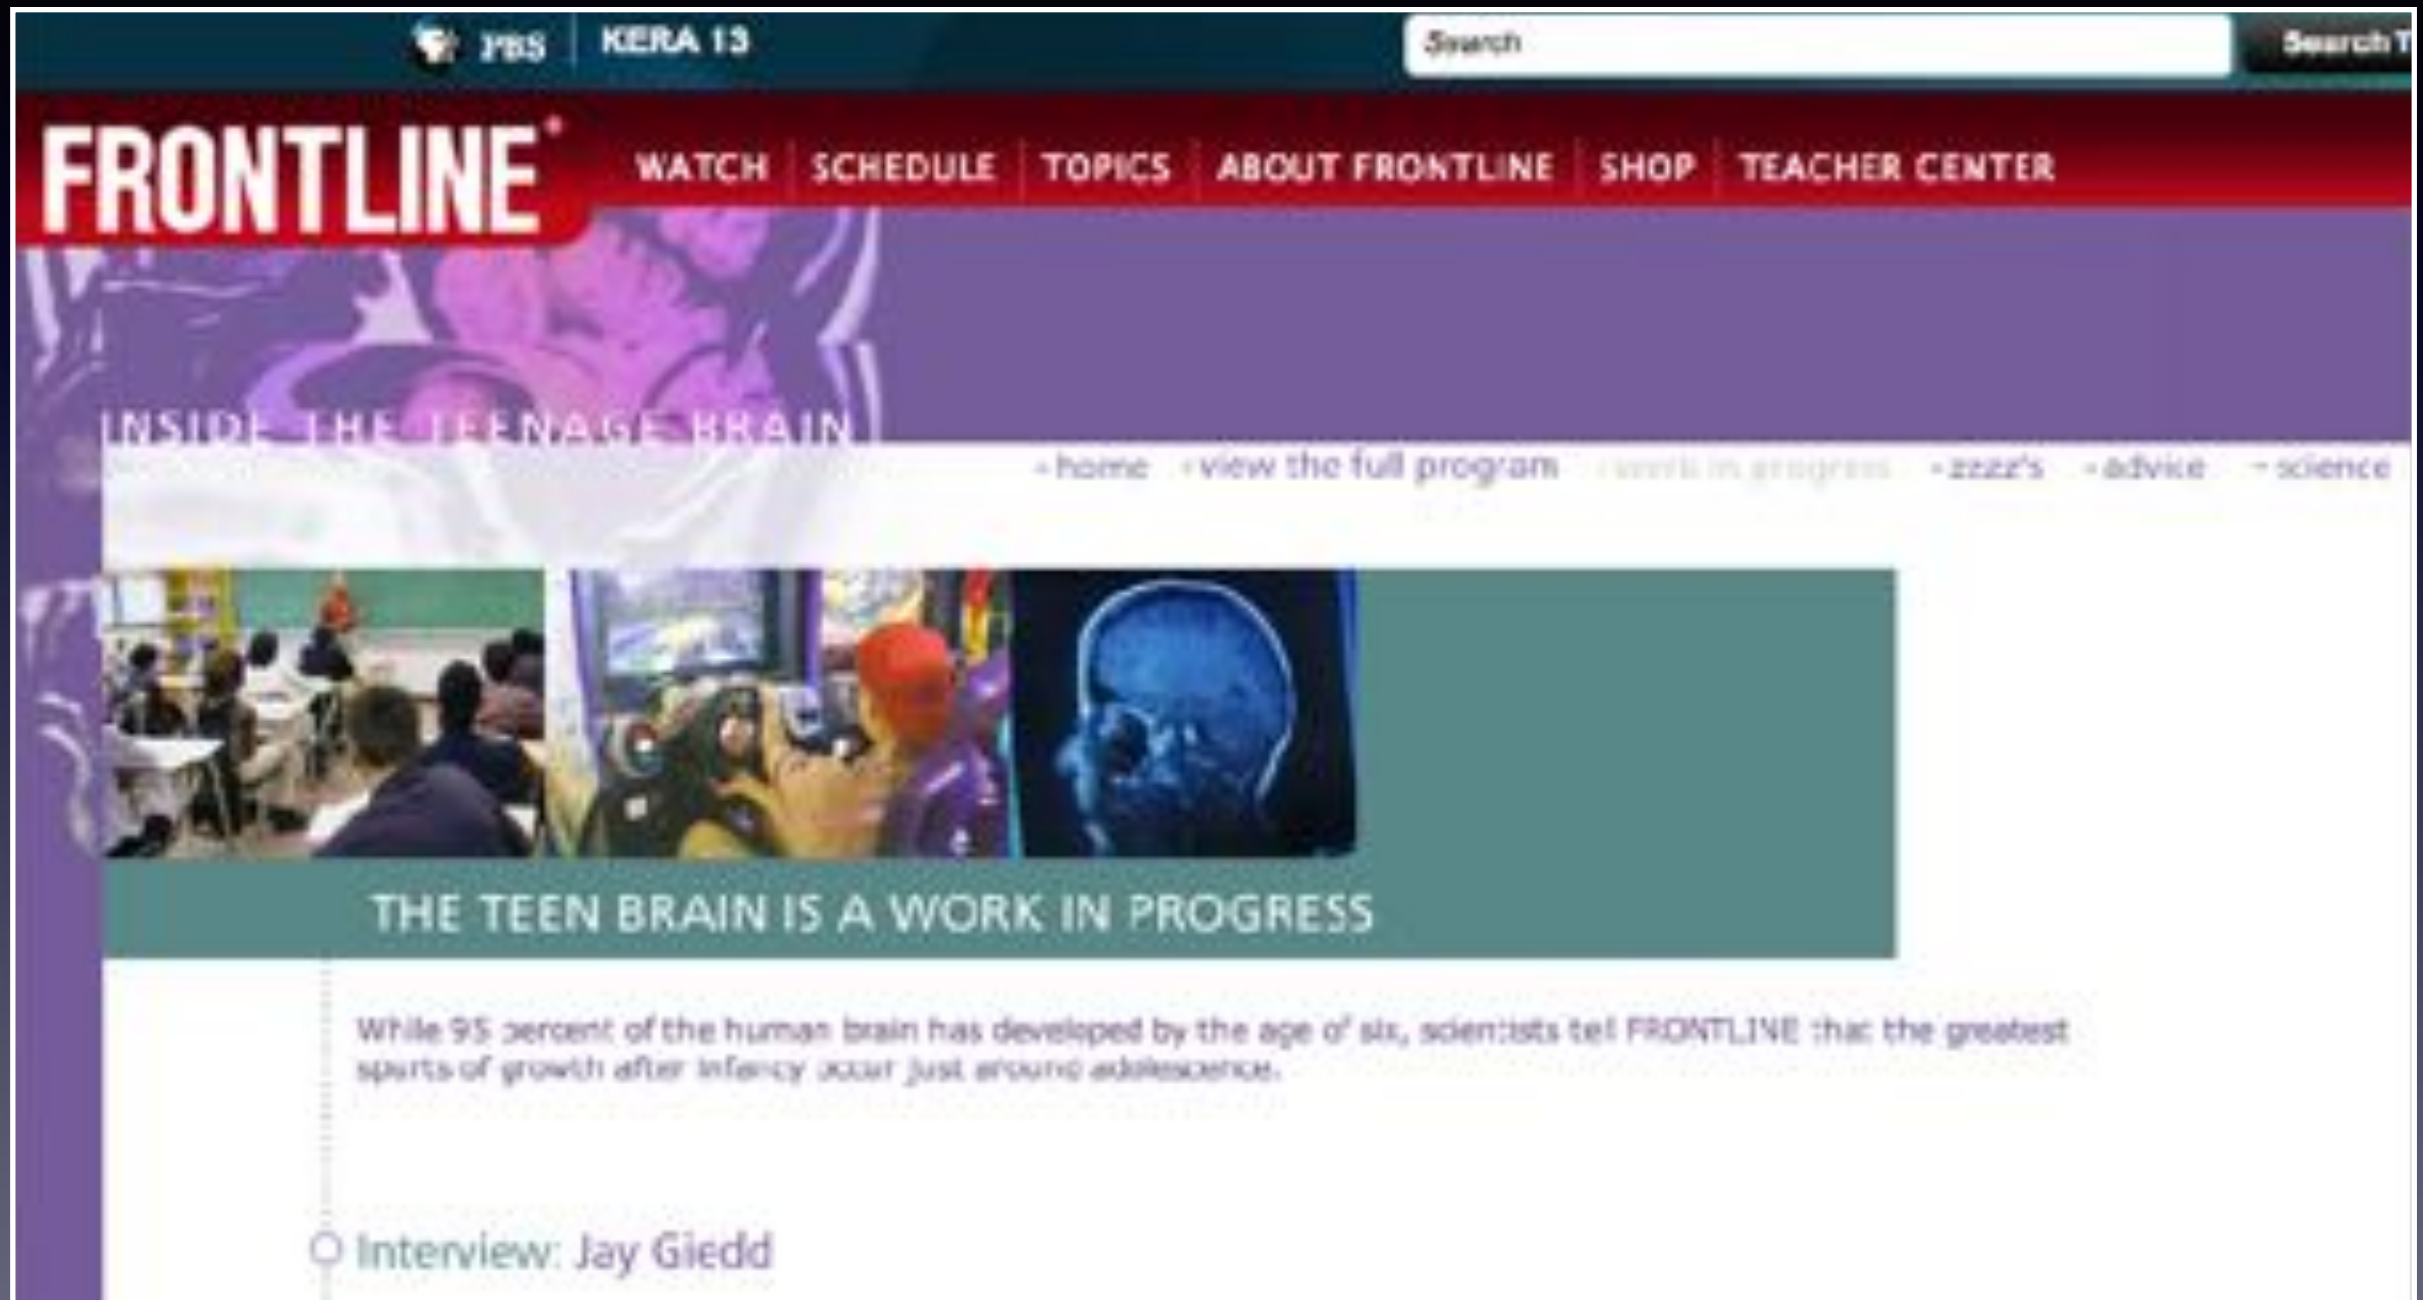 PBS KERA 13 Search Search T
FRONTLINE WATCH SCHEDULE TOPICS ABOUT FRONTLINE SHOP TEACHER CENTER
INSIDE THE TEENAGE BRAIN
home view the full program work in progress zzzz's advice science
THE TEEN BRAIN IS A WORK IN PROGRESS
While 95 percent of the human brain has developed by the age of six, scientists tell FRONTLINE that the greatest
spurts of growth after infancy occur just around adolescence.
Interview: Jay Giedd